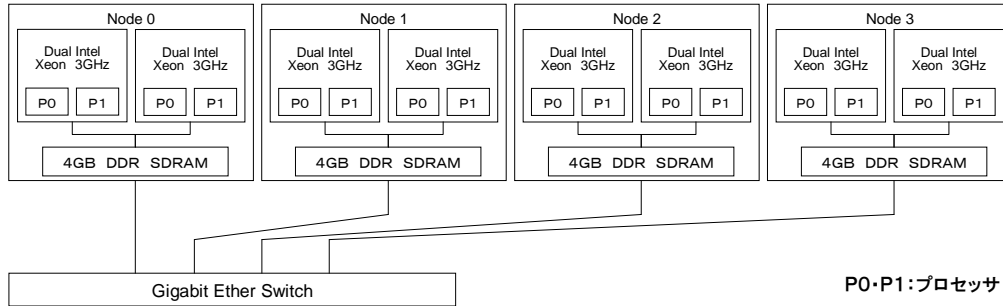 Node 0
Dual Intel
Xeon 3GHz
P0
P1
Dual Intel
Xeon 3GHz
P0
P1
4GB DDR SDRAM
Node 1
Dual Intel
Xeon 3GHz
P0
P1
Dual Intel
Xeon 3GHz
P0
P1
4GB DDR SDRAM
Node 2
Dual Intel
Xeon 3GHz
P0
P1
Dual Intel
Xeon 3GHz
P0
P1
4GB DDR SDRAM
Node 3
Dual Intel
Xeon 3GHz
P0
P1
Dual Intel
Xeon 3GHz
P0
P1
4GB DDR SDRAM
Gigabit Ether Switch
P0・P1：プロセッサ